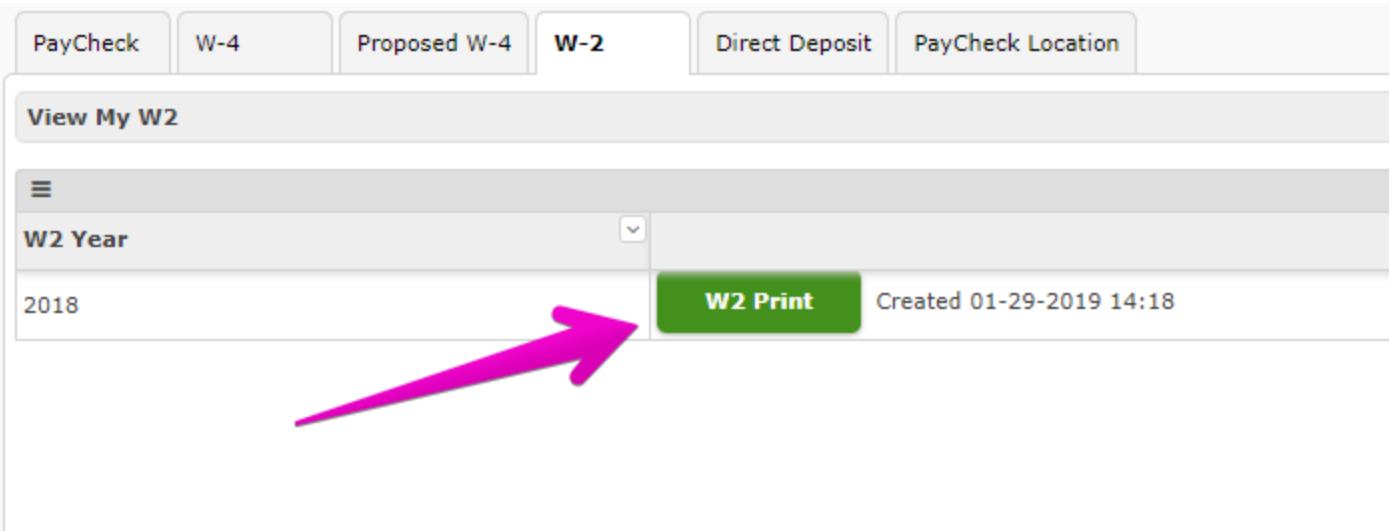 PayCheck W-4 Proposed W-4 W-2 Direct Deposit PayCheck Location
View My W2
W2 Year
2018 W2 Print Created 01-29-2019 14:18